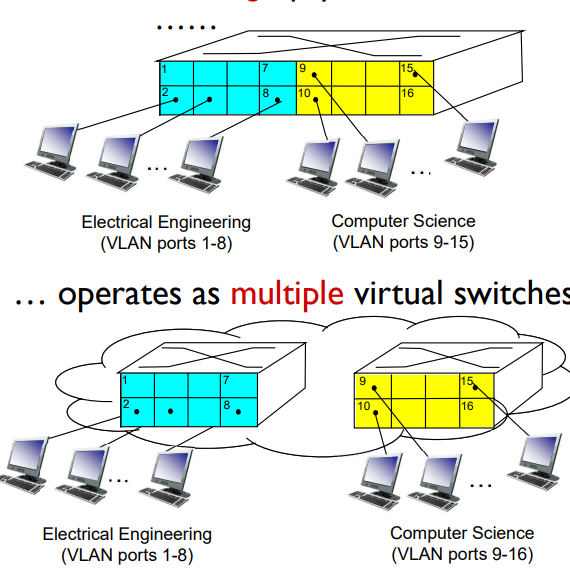 ……
1 7 9 15
2 8 10 16
...
...
Electrical Engineering
(VLAN ports 1-8)
Computer Science
(VLAN ports 9-15)
… operates as multiple virtual switches
1 7
2 8
9 15
10 16
...
...
Electrical Engineering
(VLAN ports 1-8)
Computer Science
(VLAN ports 9-16)